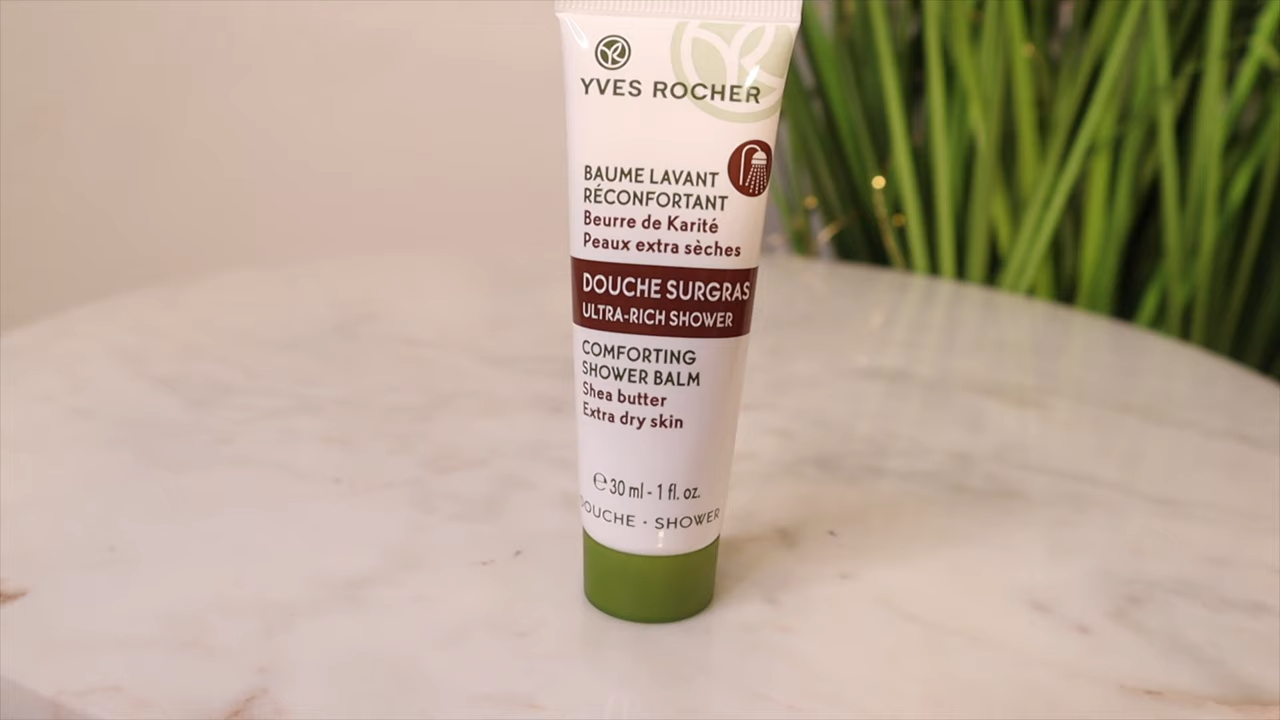 YVES ROCHER
BAUME LAVANT
RÉCONFORTANT
Beurre de Karité
Peaux extra sèches
DOUCHE SURGRAS
ULTRA-RICH SHOWER
COMFORTING
SHOWER BALM
Shea butter
Extra dry skin
℮ 30 ml - 1 fl. oz.
DOUCHE • SHOWER